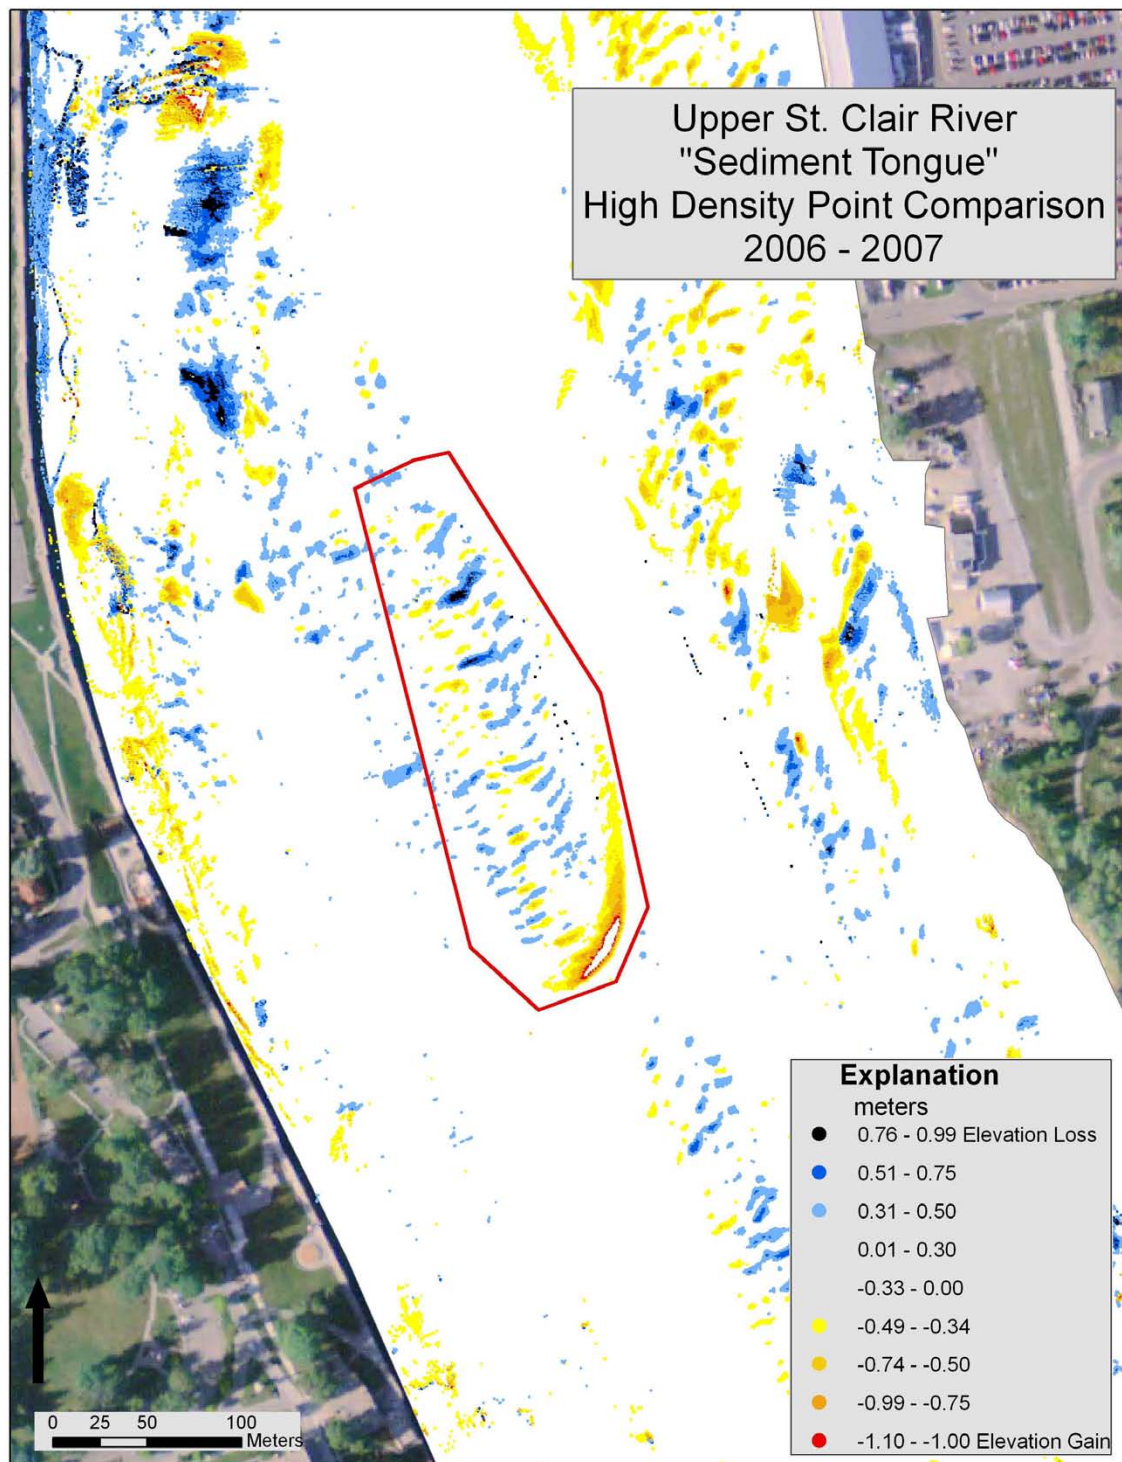 Upper St. Clair River
"Sediment Tongue"
High Density Point Comparison
2006 - 2007
Explanation
meters
0.76 - 0.99 Elevation Loss
0.51 - 0.75
0.31 - 0.50
0.01 - 0.30
-0.33 - 0.00
-0.49 - -0.34
-0.74 - -0.50
-0.99 - -0.75
-1.10 - -1.00 Elevation Gain
0 25 50 100
Meters